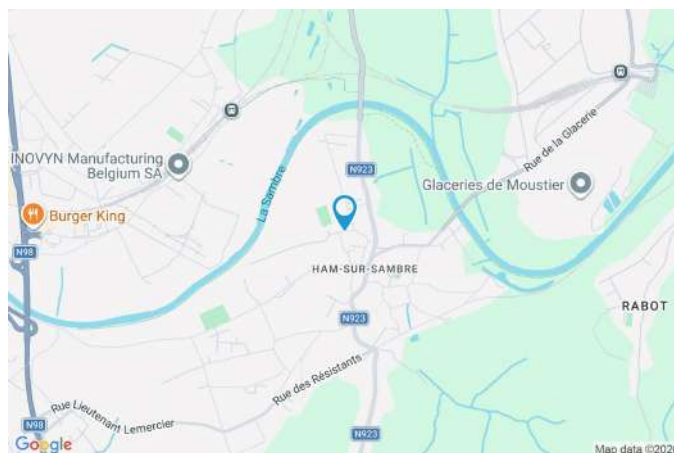 N923
La Sambre
Rue de la Glacerie
INOVYN Manufacturing
Belgium SA
Glaceries de Moustier
Burger King
N98
HAM-SUR-SAMBRE
RABOT
N923
Rue des Résistants
Rue Lieutenant Lemercier
N98
N923
Google
Map data ©2020